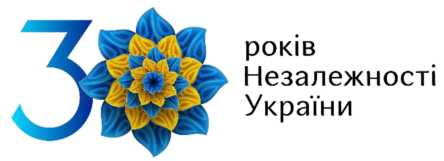 30 років
Незалежності
України